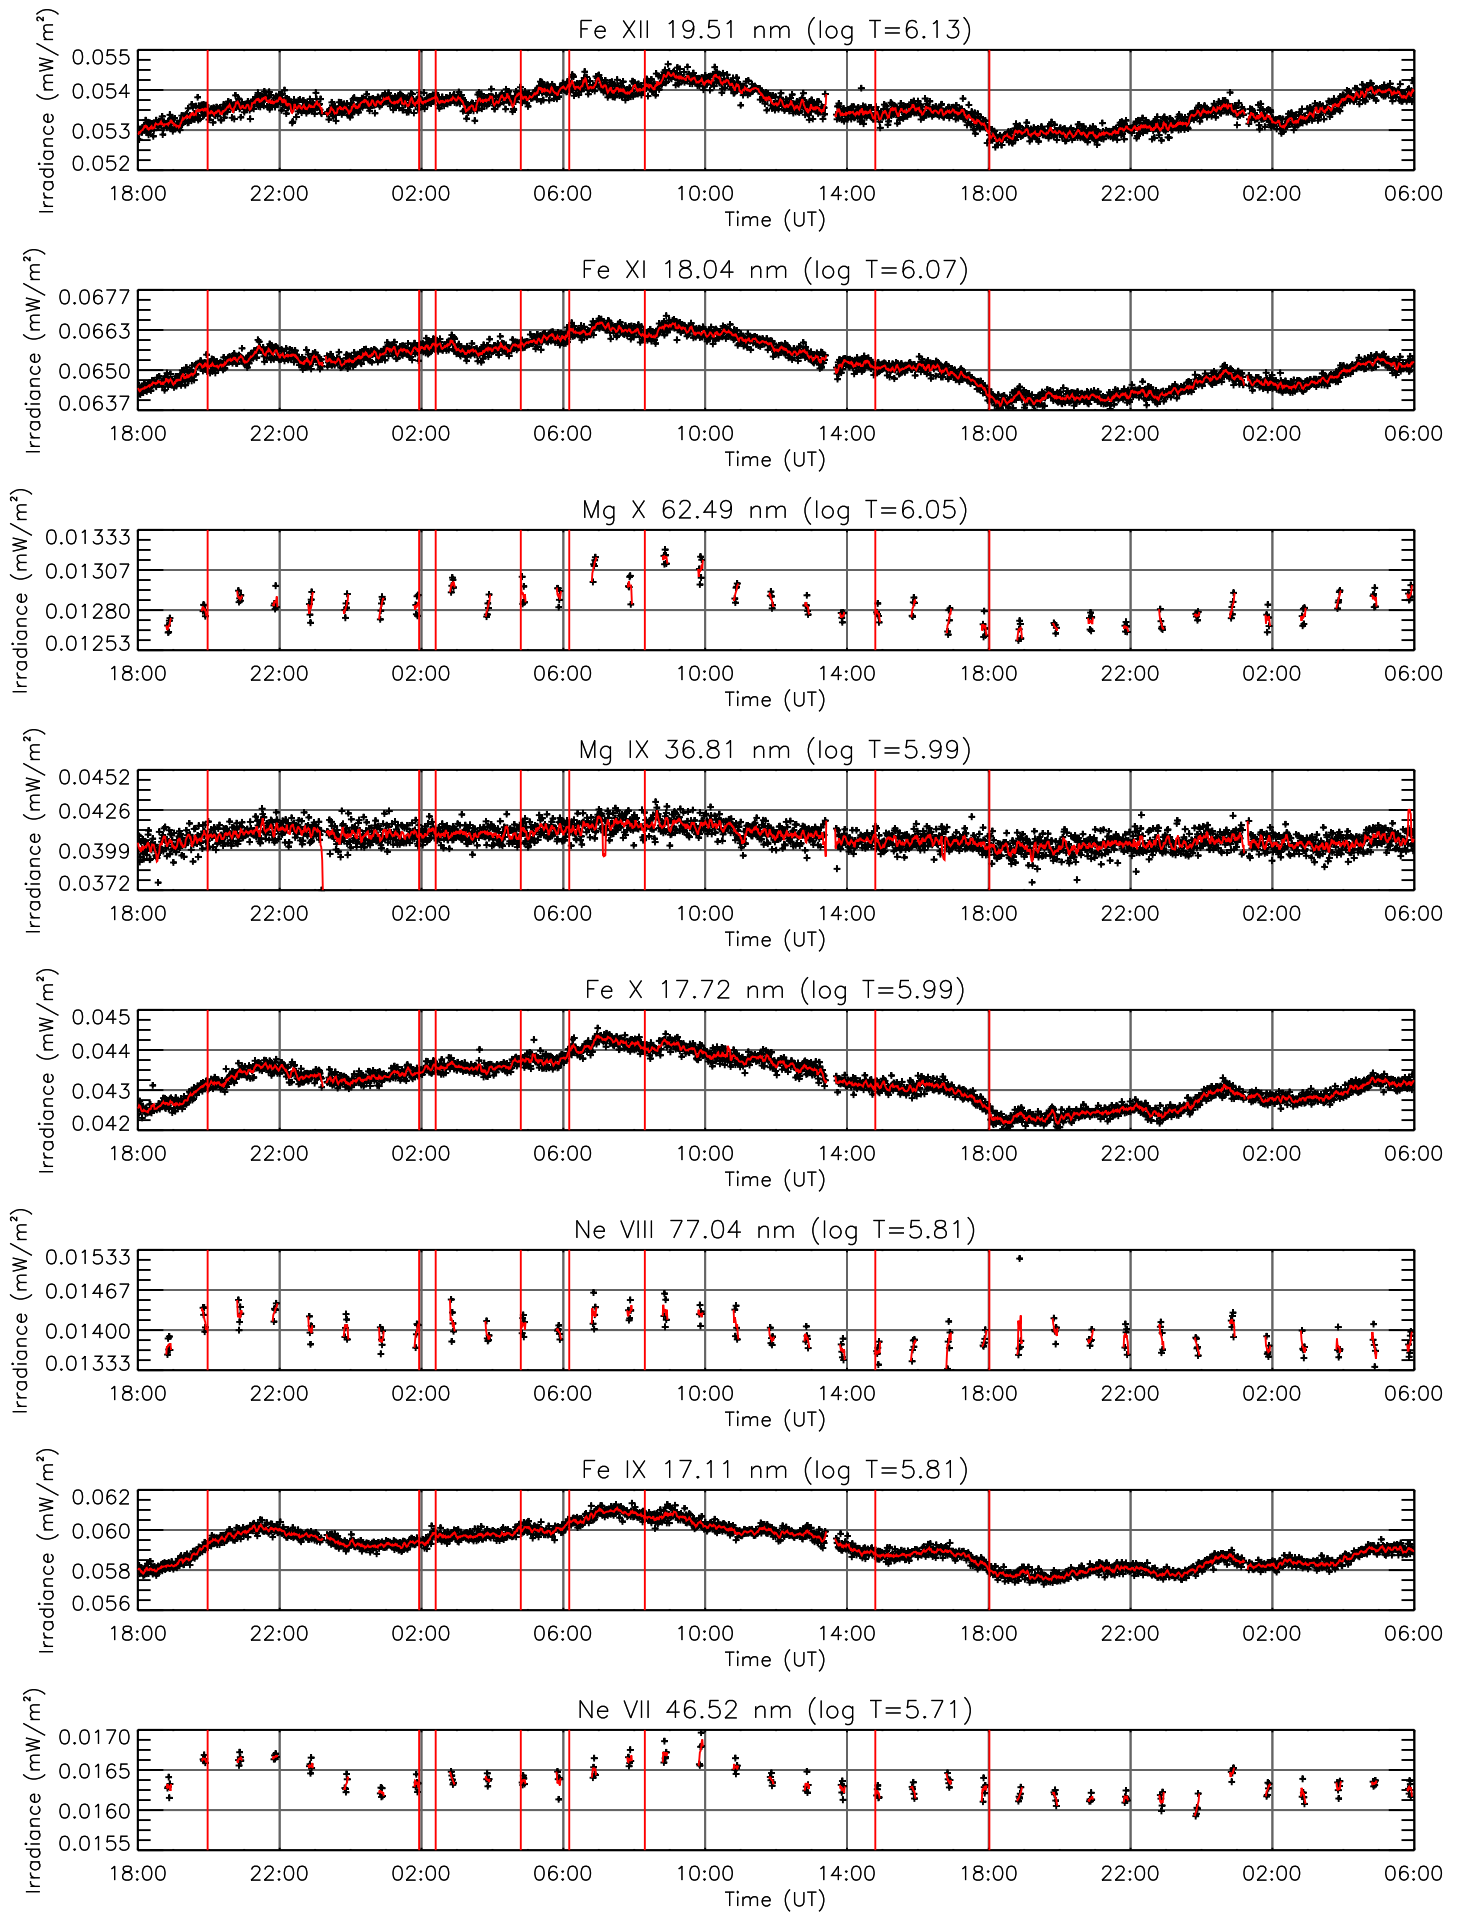 Fe XII 19.51 nm (log T=6.13)
Irradiance (mW/m²)
0.055
0.054
0.053
0.052
18:00 22:00 02:00 06:00 10:00 14:00 18:00 22:00 02:00 06:00
Time (UT)
Fe XI 18.04 nm (log T=6.07)
Irradiance (mW/m²)
0.0677
0.0663
0.0650
0.0637
18:00 22:00 02:00 06:00 10:00 14:00 18:00 22:00 02:00 06:00
Time (UT)
Mg X 62.49 nm (log T=6.05)
Irradiance (mW/m²)
0.01333
0.01307
0.01280
0.01253
18:00 22:00 02:00 06:00 10:00 14:00 18:00 22:00 02:00 06:00
Time (UT)
Mg IX 36.81 nm (log T=5.99)
Irradiance (mW/m²)
0.0452
0.0426
0.0399
0.0372
18:00 22:00 02:00 06:00 10:00 14:00 18:00 22:00 02:00 06:00
Time (UT)
Fe X 17.72 nm (log T=5.99)
Irradiance (mW/m²)
0.045
0.044
0.043
0.042
18:00 22:00 02:00 06:00 10:00 14:00 18:00 22:00 02:00 06:00
Time (UT)
Ne VIII 77.04 nm (log T=5.81)
Irradiance (mW/m²)
0.01533
0.01467
0.01400
0.01333
18:00 22:00 02:00 06:00 10:00 14:00 18:00 22:00 02:00 06:00
Time (UT)
Fe IX 17.11 nm (log T=5.81)
Irradiance (mW/m²)
0.062
0.060
0.058
0.056
18:00 22:00 02:00 06:00 10:00 14:00 18:00 22:00 02:00 06:00
Time (UT)
Ne VII 46.52 nm (log T=5.71)
Irradiance (mW/m²)
0.0170
0.0165
0.0160
0.0155
18:00 22:00 02:00 06:00 10:00 14:00 18:00 22:00 02:00 06:00
Time (UT)